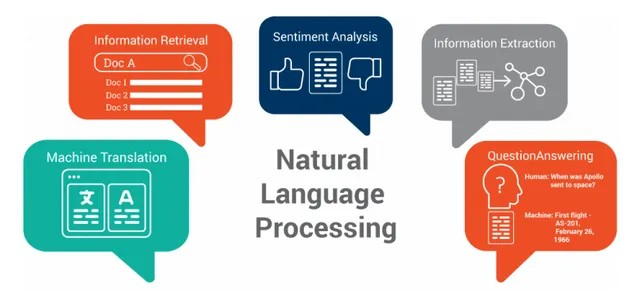 Information Retrieval
Doc A
Doc 1
Doc 2
Doc 3
Sentiment Analysis
Information Extraction
Machine Translation
文 A
Natural
Language
Processing
QuestionAnswering
?
Human: When was Apollo
sent to space?
Machine: First flight -
AS-201,
February 26,
1966